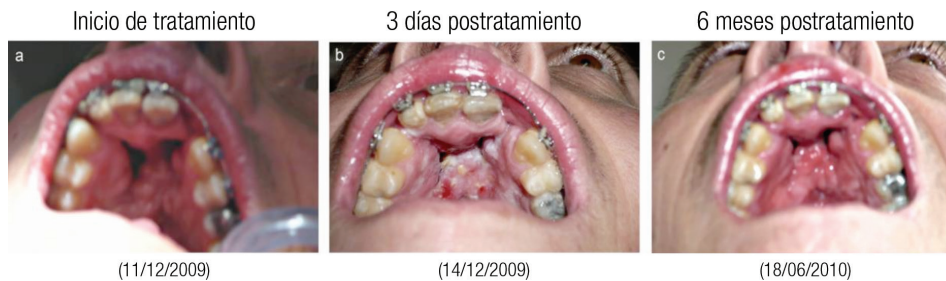 Inicio de tratamiento
3 días postratamiento
6 meses postratamiento
a
b
c
(11/12/2009)
(14/12/2009)
(18/06/2010)